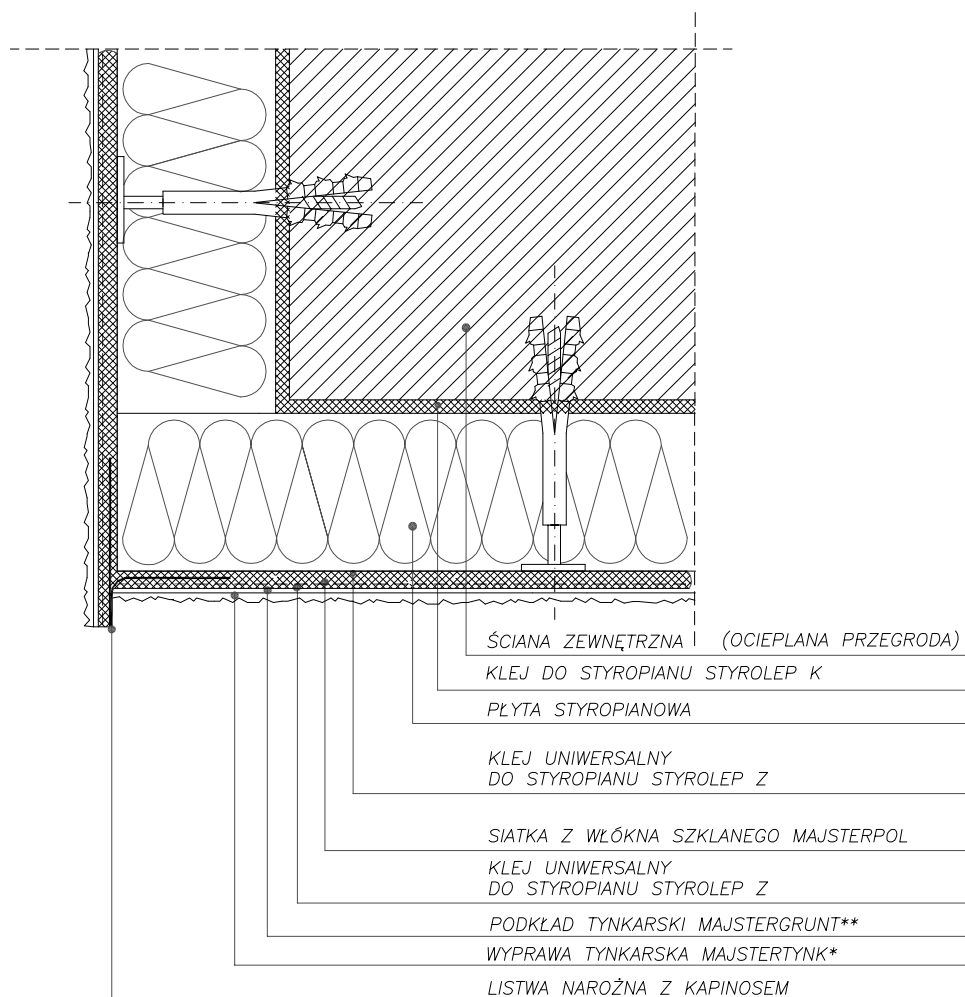 ŚCIANA ZEWNĘTRZNA (OCIEPLANA PRZEGRODA)
KLEJ DO STYROPIANU STYROLEP K
PŁYTA STYROPIANOWA
KLEJ UNIWERSALNY
DO STYROPIANU STYROLEP Z
SIATKA Z WŁÓKNA SZKLANEGO MAJSTERPOL
KLEJ UNIWERSALNY
DO STYROPIANU STYROLEP Z
PODKŁAD TYNKARSKI MAJSTERGRUNT**
WYPRAWA TYNKARSKA MAJSTERTYNK*
LISTWA NAROŻNA Z KAPINOSEM